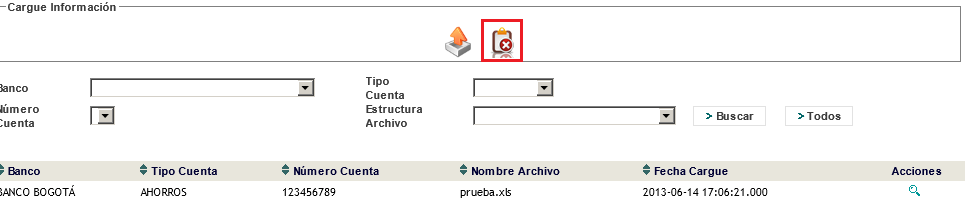 Cargue Información
Banco
Tipo Cuenta
Número Cuenta
Estructura Archivo
> Buscar
> Todos
Banco Tipo Cuenta Número Cuenta Nombre Archivo Fecha Cargue Acciones
BANCO BOGOTÁ AHORROS 123456789 prueba.xls 2013-06-14 17:06:21.000